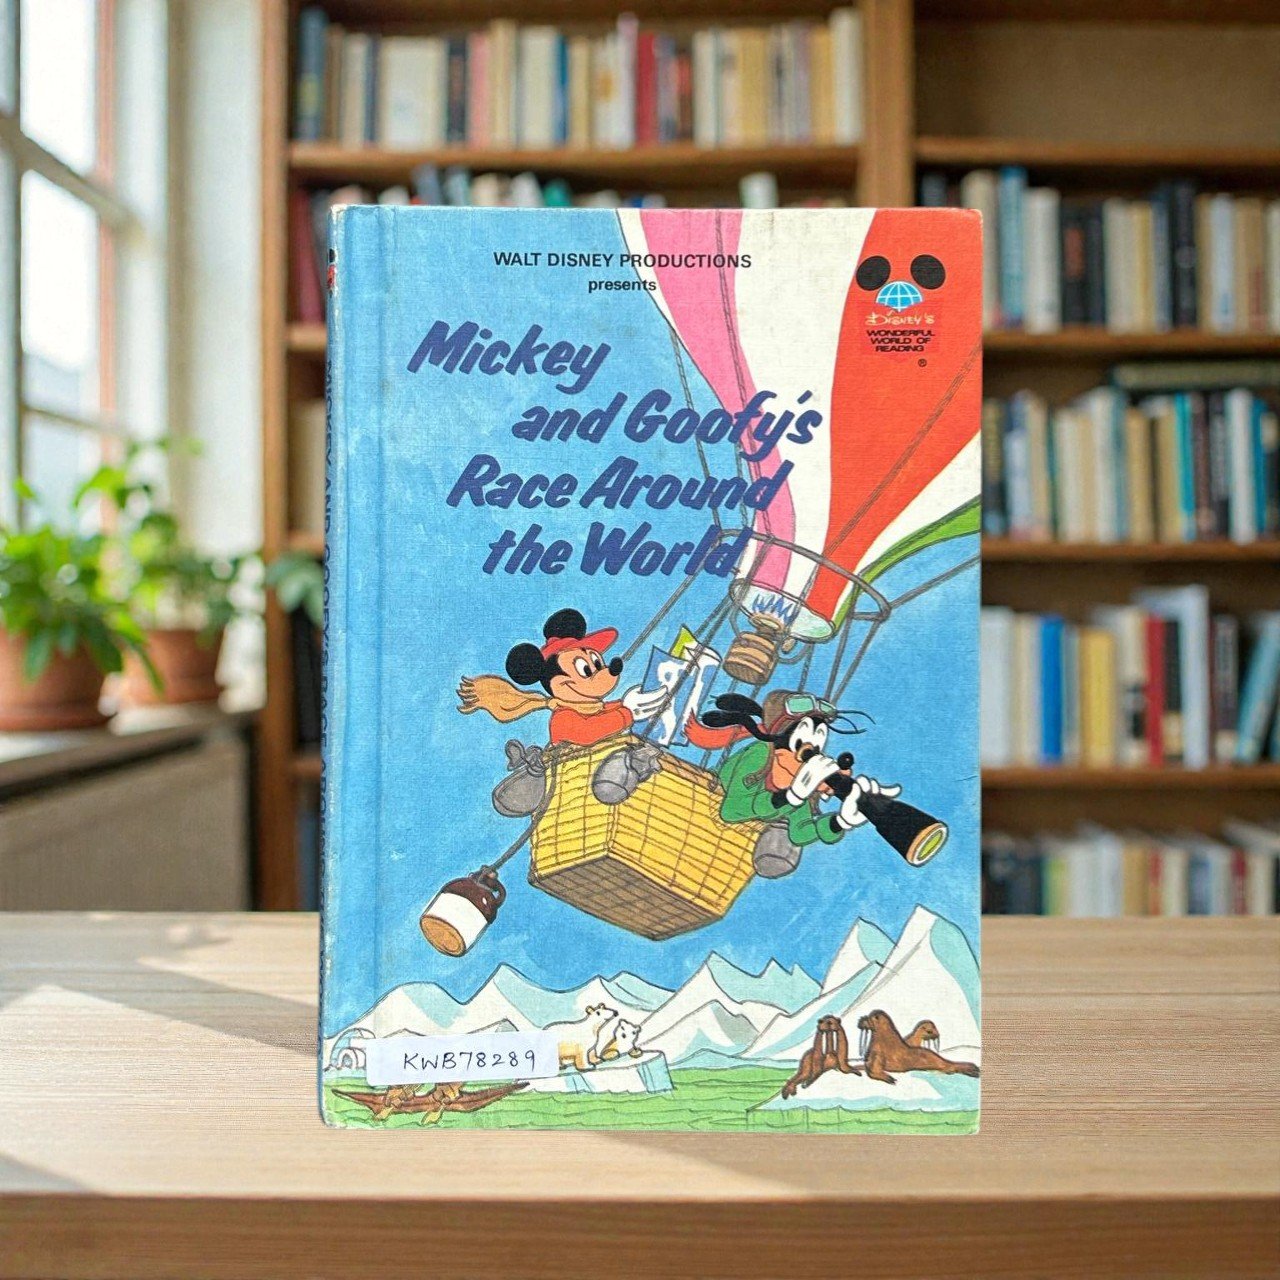 WALT DISNEY PRODUCTIONS
presents
Mickey
and Goofy's
Race Around
the World
DISNEY'S
WONDERFUL
WORLD OF
READING
®
KWB78289